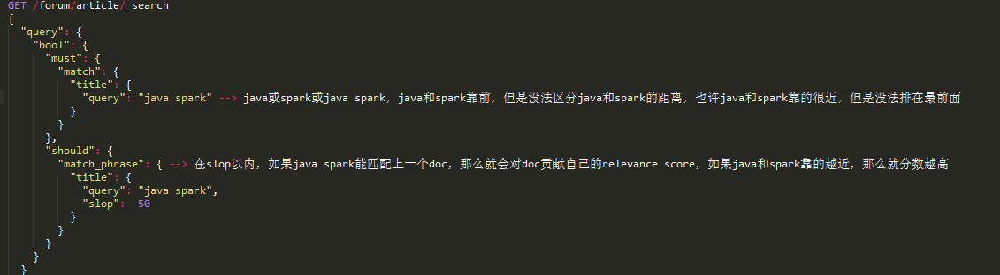 GET /forum/article/_search
{
  "query": {
    "bool": {
      "must": {
        "match": {
          "title": {
            "query": "java spark" --> java或spark或java spark，java和spark靠前，但是没法区分java和spark的距离，也许java和spark靠的很近，但是没法排在最前面
          }
        }
      },
      "should": {
        "match_phrase": { --> 在slop以内，如果java spark能匹配上一个doc，那么就会对doc贡献自己的relevance score，如果java和spark靠的越近，那么就分数越高
          "title": {
            "query": "java spark",
            "slop":  50
          }
        }
      }
    }
  }